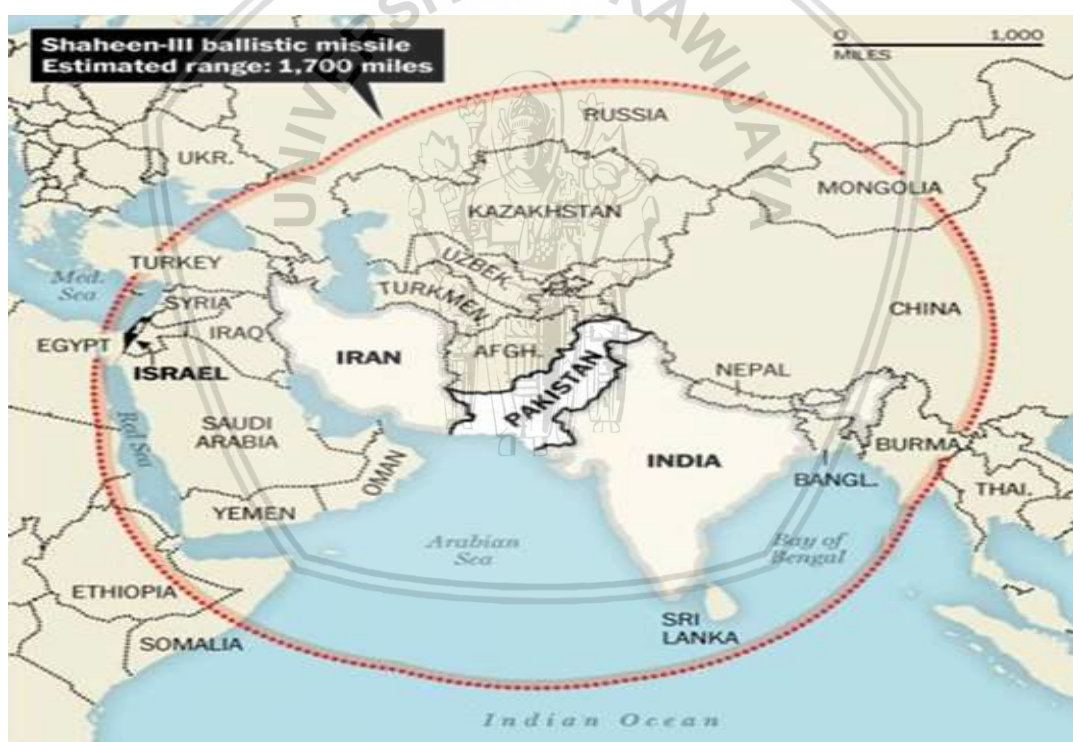 Shaheen-III ballistic missile
Estimated range: 1,700 miles
0 1,000
MILES
UNIVERSITAS BRAWIJAYA
RUSSIA
UKR.
MONGOLIA
KAZAKHSTAN
UZBEK.
TURKEY
Med.
Sea
TURKMEN
SYRIA
CHINA
EGYPT
IRAQ
IRAN
AFGH.
ISRAEL
PAKISTAN
NEPAL
Red Sea
SAUDI
ARABIA
INDIA
BURMA
OMAN
BANGL.
THAI.
YEMEN
Arabian
Sea
Bay of
Bengal
ETHIOPIA
SRI
LANKA
SOMALIA
Indian Ocean